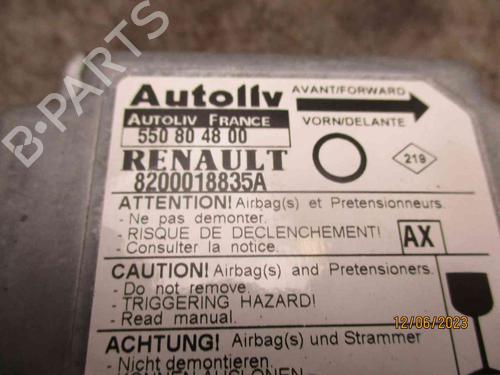 B-PARTS
Autoliv
AVANT/FORWARD
AUTOLIV FRANCE
VORN/DELANTE
550 80 48 00
RENAULT
219
8200018835A
ATTENTION! Airbag(s) et Pretensionneurs.
- Ne pas demonter.
- RISQUE DE DECLENCHEMENT!
- Consulter la notice.
AX
CAUTION! Airbag(s) and Pretensioners.
- Do not remove.
- TRIGGERING HAZARD!
- Read manual.
12/06/2023
ACHTUNG! Airbag(s) und Strammer
- Nicht demontieren.